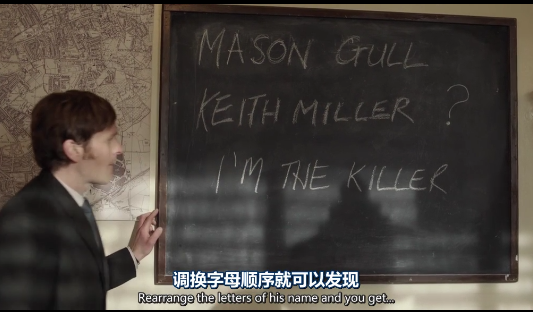 MASON GULL
KEITH MILLER ?
I'M THE KILLER
调换字母顺序就可以发现
Rearrange the letters of his name and you get...